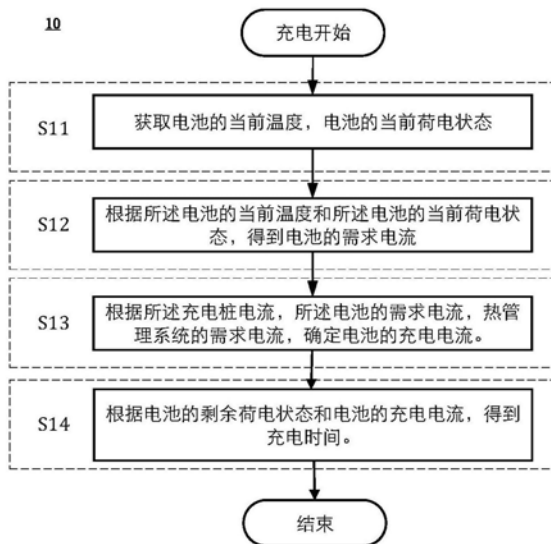 10
充电开始
S11
获取电池的当前温度，电池的当前荷电状态
S12
根据所述电池的当前温度和所述电池的当前荷电状
态，得到电池的需求电流
S13
根据所述充电桩电流，所述电池的需求电流，热管
理系统的需求电流，确定电池的充电电流。
S14
根据电池的剩余荷电状态和电池的充电电流，得到
充电时间。
结束